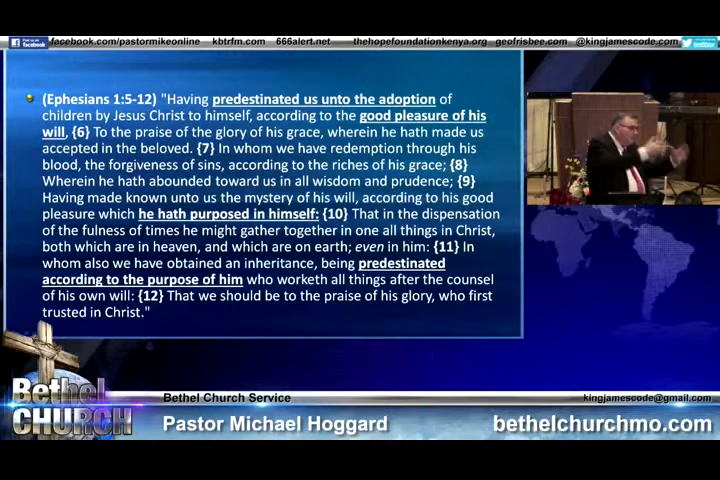 Find us on facebook facebook.com/pastormikeonline kbtrfm.com 666alert.net thehopefoundationkenya.org geofrisbee.com @kingjamescode.com twitter
(Ephesians 1:5-12) "Having predestinated us unto the adoption of
children by Jesus Christ to himself, according to the good pleasure of his
will, {6} To the praise of the glory of his grace, wherein he hath made us
accepted in the beloved. {7} In whom we have redemption through his
blood, the forgiveness of sins, according to the riches of his grace; {8}
Wherein he hath abounded toward us in all wisdom and prudence; {9}
Having made known unto us the mystery of his will, according to his good
pleasure which he hath purposed in himself: {10} That in the dispensation
of the fulness of times he might gather together in one all things in Christ,
both which are in heaven, and which are on earth; even in him: {11} In
whom also we have obtained an inheritance, being predestinated
according to the purpose of him who worketh all things after the counsel
of his own will: {12} That we should be to the praise of his glory, who first
trusted in Christ."
Bethel
CHURCH
Bethel Church Service kingjamescode@gmail.com
Pastor Michael Hoggard bethelchurchmo.com